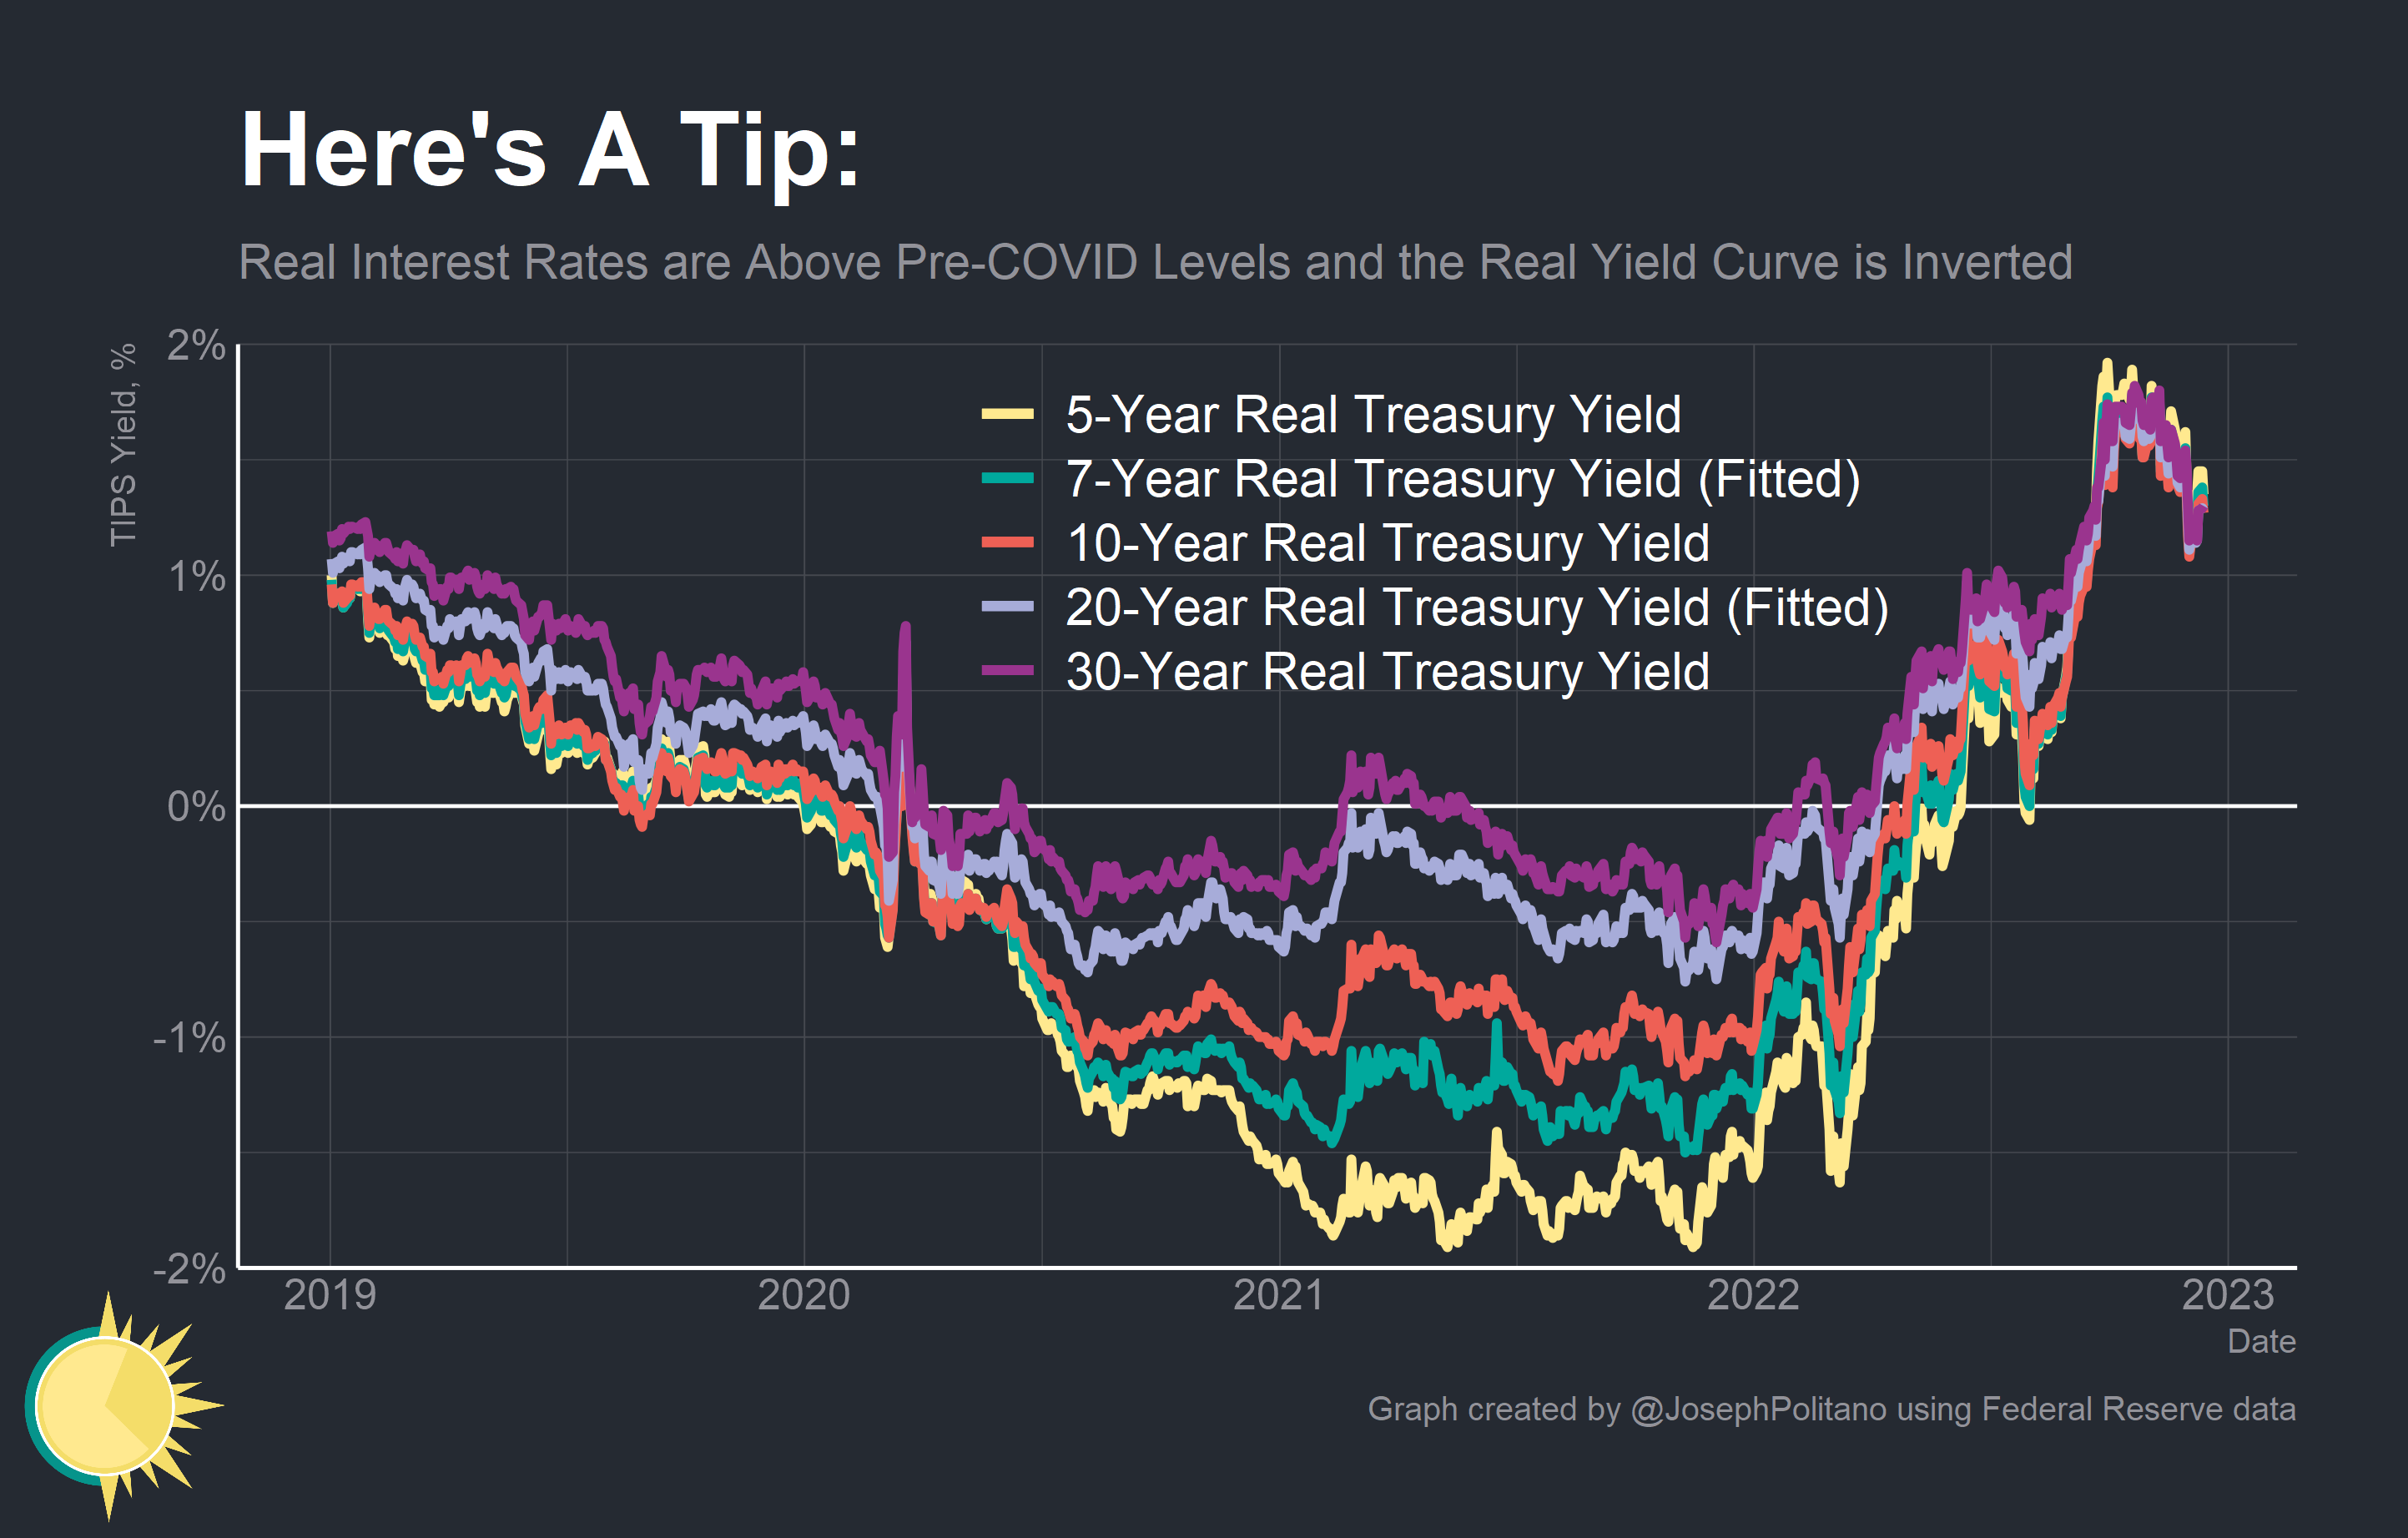 Here's A Tip:
Real Interest Rates are Above Pre-COVID Levels and the Real Yield Curve is Inverted
TIPS Yield, %
2%
1%
0%
-1%
-2%
5-Year Real Treasury Yield
7-Year Real Treasury Yield (Fitted)
10-Year Real Treasury Yield
20-Year Real Treasury Yield (Fitted)
30-Year Real Treasury Yield
2019
2020
2021
2022
2023
Date
Graph created by @JosephPolitano using Federal Reserve data